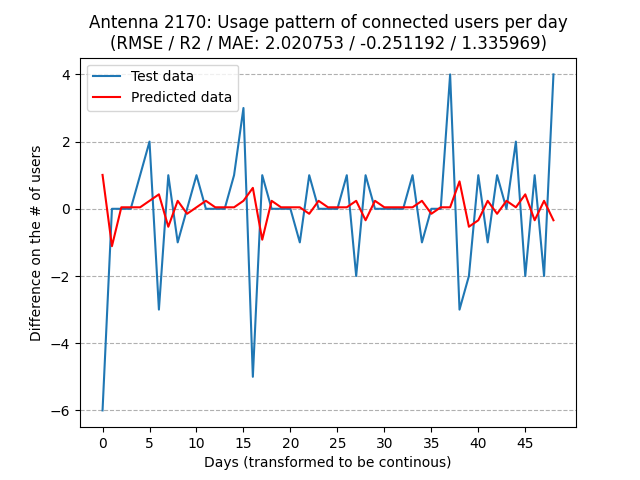 Antenna 2170: Usage pattern of connected users per day
(RMSE / R2 / MAE: 2.020753 / -0.251192 / 1.335969)
Test data
Predicted data
4
2
0
−2
−4
−6
Difference on the # of users
0 5 10 15 20 25 30 35 40 45
Days (transformed to be continous)